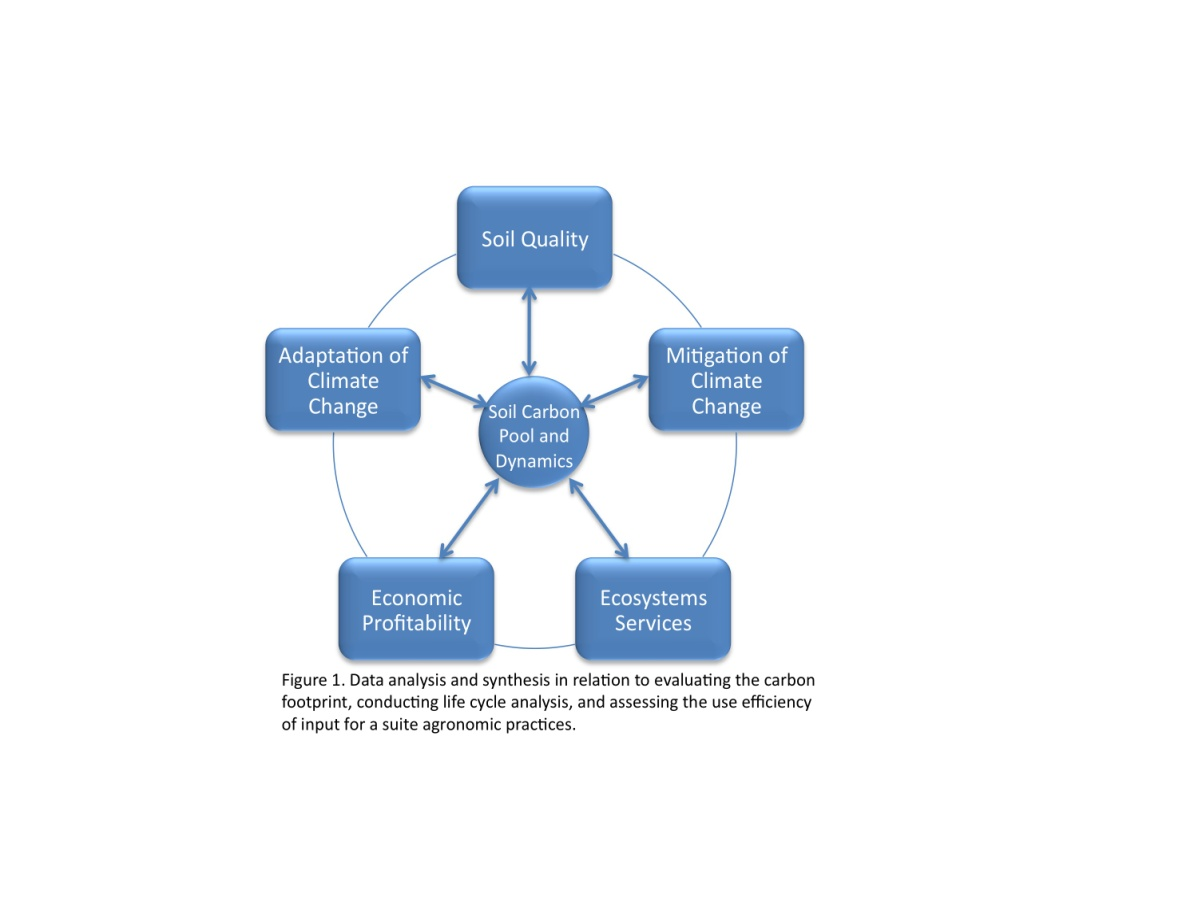 Soil Quality
Adaptation of
Climate
Change
Mitigation of
Climate
Change
Soil Carbon
Pool and
Dynamics
Economic
Profitability
Ecosystems
Services
Figure 1. Data analysis and synthesis in relation to evaluating the carbon
footprint, conducting life cycle analysis, and assessing the use efficiency
of input for a suite agronomic practices.